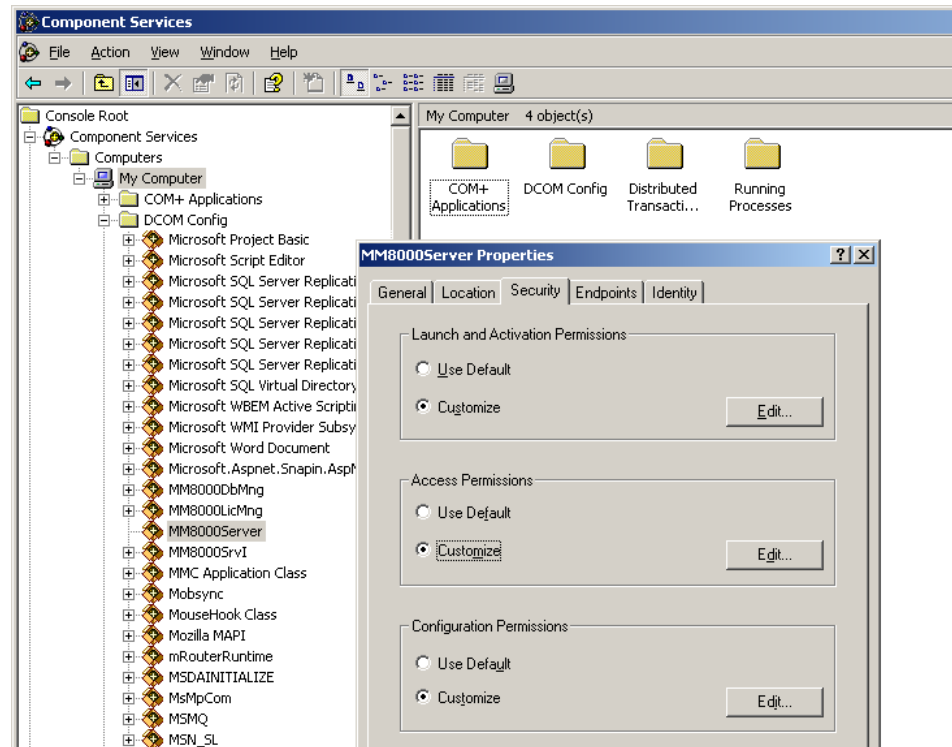 Component Services
File Action View Window Help
Console Root
Component Services
Computers
My Computer
COM+ Applications
DCOM Config
Microsoft Project Basic
Microsoft Script Editor
Microsoft SQL Server Replicati
Microsoft SQL Server Replicati
Microsoft SQL Server Replicati
Microsoft SQL Server Replicati
Microsoft SQL Virtual Directory
Microsoft WBEM Active Scripti
Microsoft WMI Provider Subsy
Microsoft Word Document
Microsoft.Aspnet.Snapin.AspN
MM8000DbMng
MM8000LicMng
MM8000Server
MM8000SrvI
MMC Application Class
Mobsync
MouseHook Class
Mozilla MAPI
mRouterRuntime
MSDAINITIALIZE
MsMpCom
MSMQ
MSN_SL
My Computer 4 object(s)
COM+ Applications
DCOM Config
Distributed Transacti...
Running Processes
MM8000Server Properties
General Location Security Endpoints Identity
Launch and Activation Permissions
Use Default
Customize
Edit...
Access Permissions
Use Default
Customize
Edit...
Configuration Permissions
Use Default
Customize
Edit...